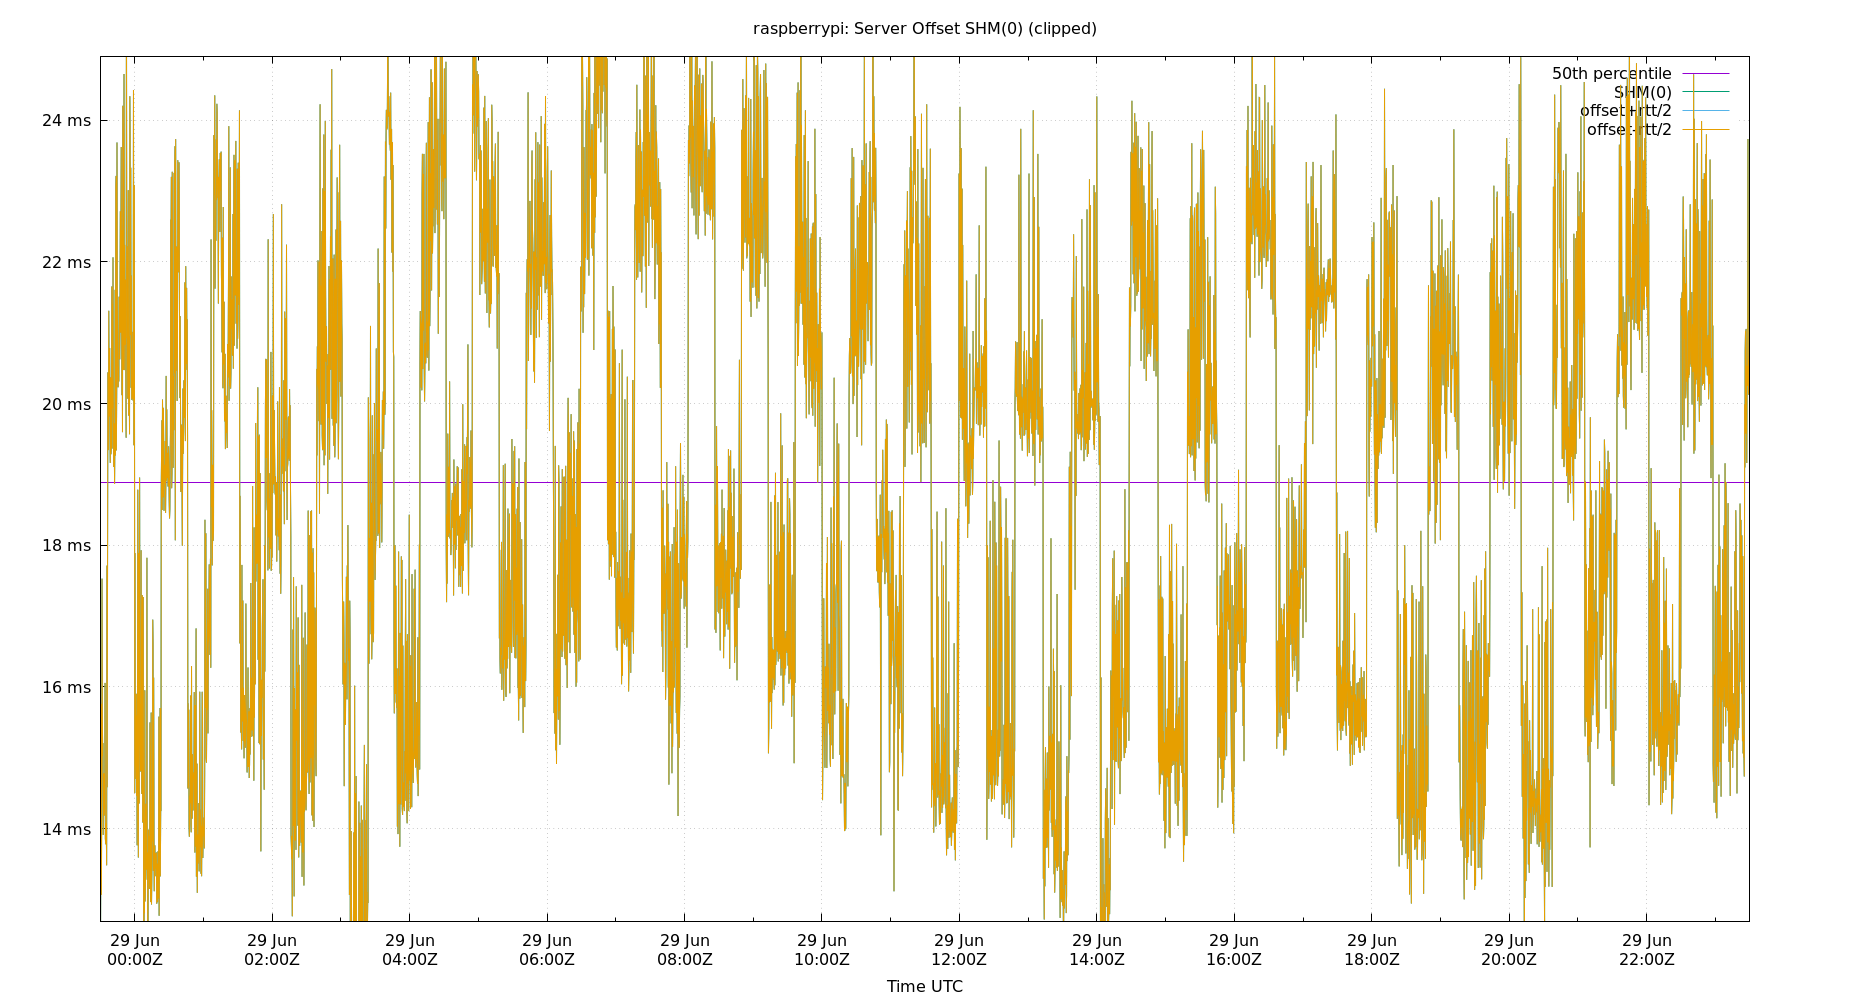 raspberrypi: Server Offset SHM(0) (clipped)
50th percentile
SHM(0)
offset+rtt/2
offset-rtt/2
24 ms
22 ms
20 ms
18 ms
16 ms
14 ms
29 Jun 29 Jun 29 Jun 29 Jun 29 Jun 29 Jun 29 Jun 29 Jun 29 Jun 29 Jun 29 Jun 29 Jun
00:00Z 02:00Z 04:00Z 06:00Z 08:00Z 10:00Z 12:00Z 14:00Z 16:00Z 18:00Z 20:00Z 22:00Z
Time UTC